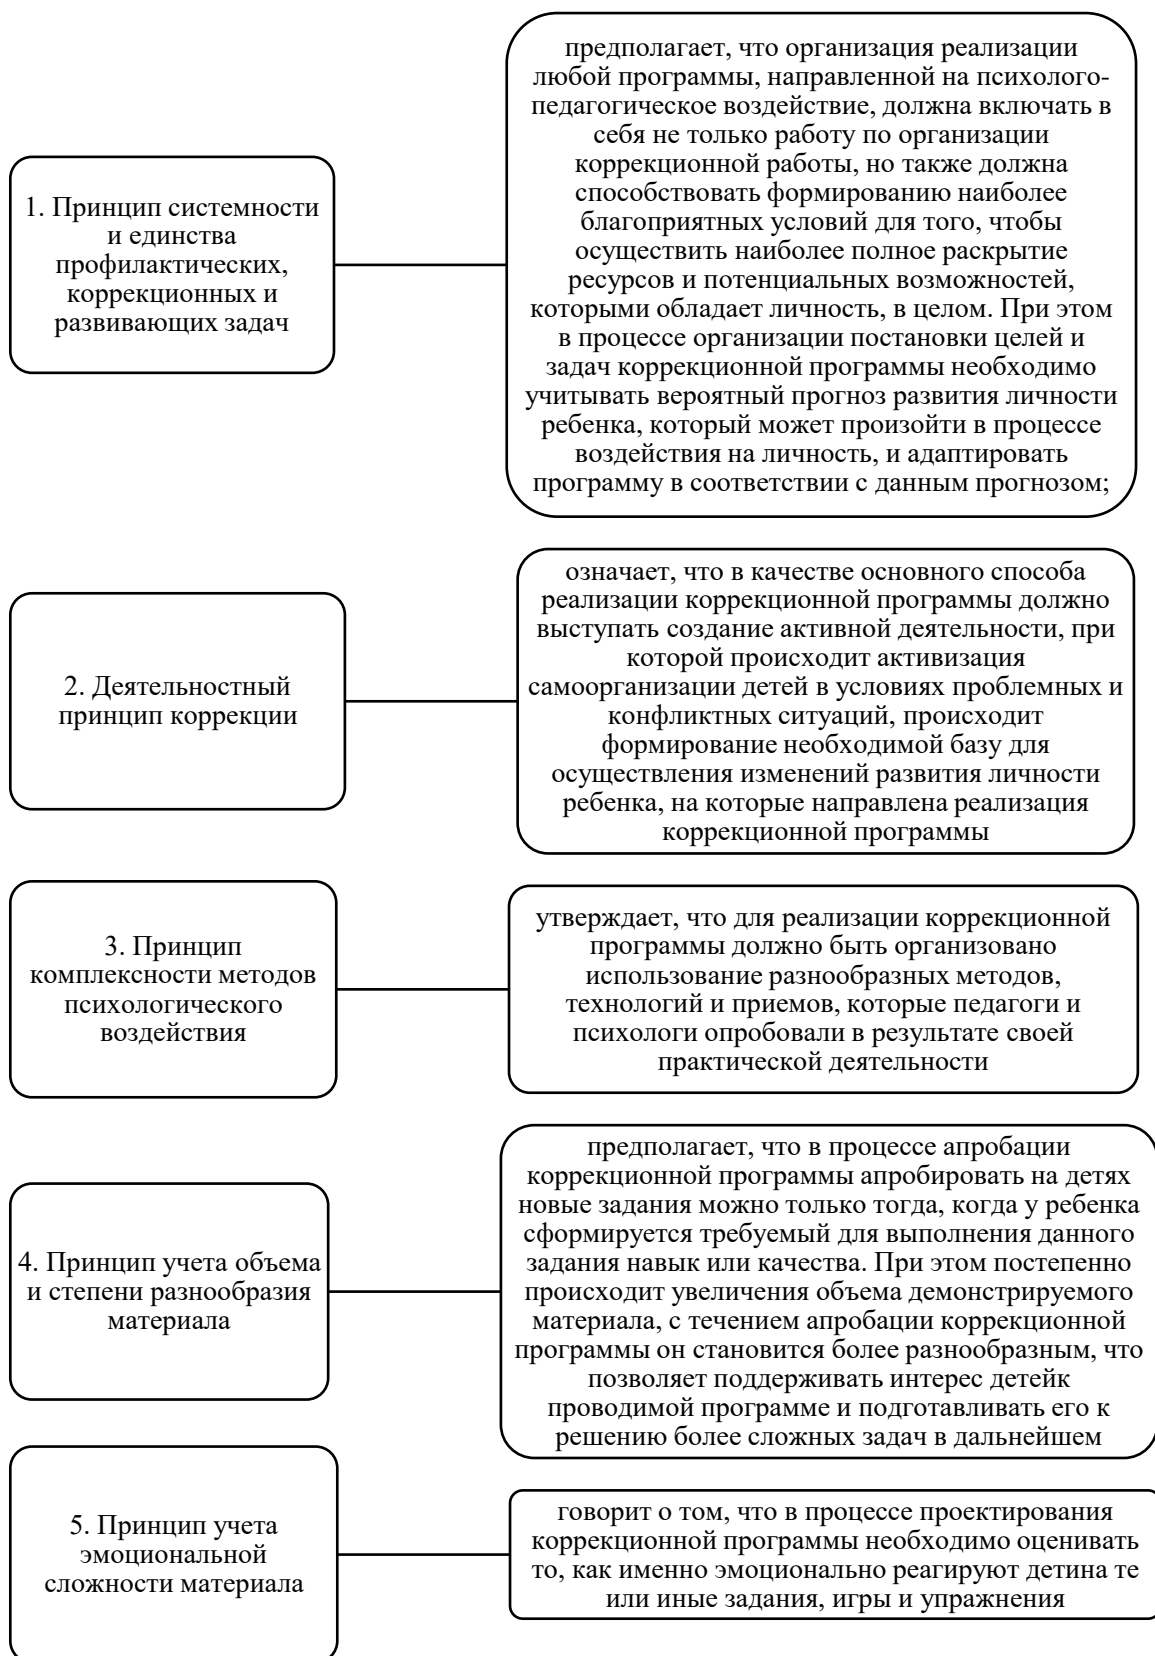 1. Принцип системности
и единства
профилактических,
коррекционных и
развивающих задач
предполагает, что организация реализации
любой программы, направленной на психолого-
педагогическое воздействие, должна включать в
себя не только работу по организации
коррекционной работы, но также должна
способствовать формированию наиболее
благоприятных условий для того, чтобы
осуществить наиболее полное раскрытие
ресурсов и потенциальных возможностей,
которыми обладает личность, в целом. При этом
в процессе организации постановки целей и
задач коррекционной программы необходимо
учитывать вероятный прогноз развития личности
ребенка, который может произойти в процессе
воздействия на личность, и адаптировать
программу в соответствии с данным прогнозом;
2. Деятельностный
принцип коррекции
означает, что в качестве основного способа
реализации коррекционной программы должно
выступать создание активной деятельности, при
которой происходит активизация
самоорганизации детей в условиях проблемных и
конфликтных ситуаций, происходит
формирование необходимой базу для
осуществления изменений развития личности
ребенка, на которые направлена реализация
коррекционной программы
3. Принцип
комплексности методов
психологического
воздействия
утверждает, что для реализации коррекционной
программы должно быть организовано
использование разнообразных методов,
технологий и приемов, которые педагоги и
психологи опробовали в результате своей
практической деятельности
4. Принцип учета объема
и степени разнообразия
материала
предполагает, что в процессе апробации
коррекционной программы апробировать на детях
новые задания можно только тогда, когда у ребенка
сформируется требуемый для выполнения данного
задания навык или качества. При этом постепенно
происходит увеличения объема демонстрируемого
материала, с течением апробации коррекционной
программы он становится более разнообразным, что
позволяет поддерживать интерес детейк
проводимой программе и подготавливать его к
решению более сложных задач в дальнейшем
5. Принцип учета
эмоциональной
сложности материала
говорит о том, что в процессе проектирования
коррекционной программы необходимо оценивать
то, как именно эмоционально реагируют детина те
или иные задания, игры и упражнения